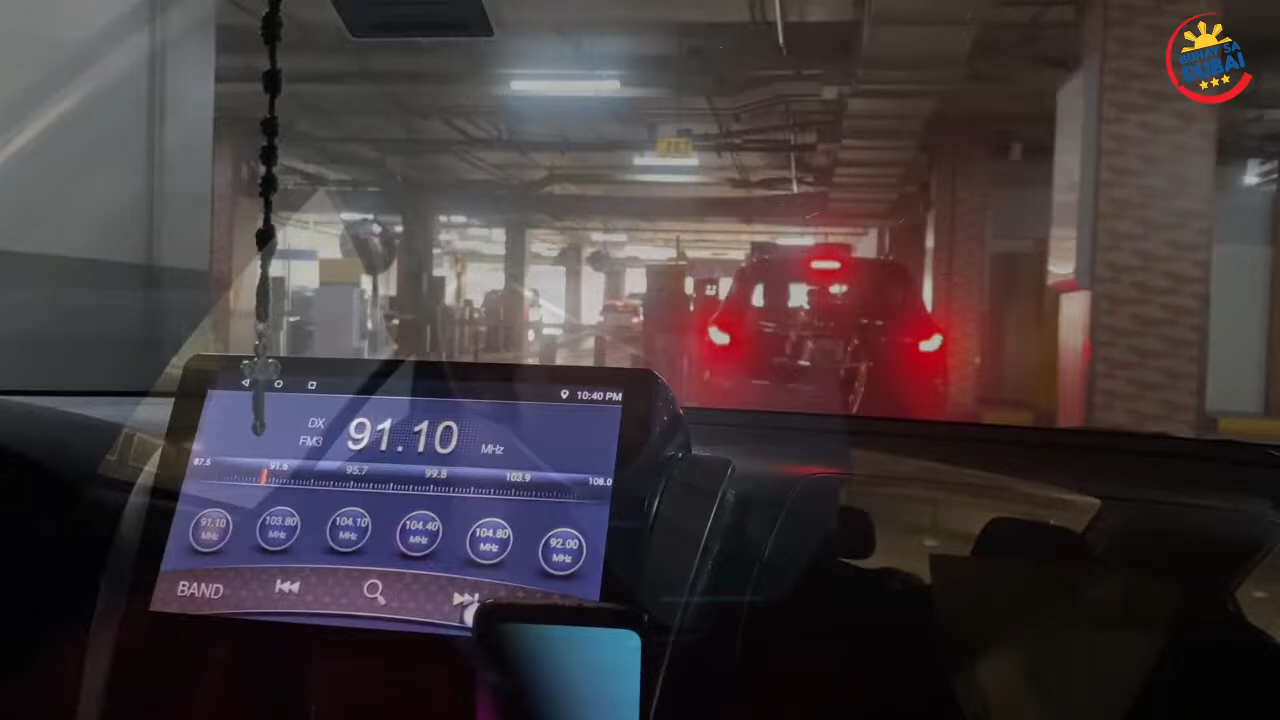 BUHAY SA
DUBAI
10:40 PM
DX
FM3
91.10
MHz
87.5
91.6
95.7
99.8
103.9
108.0
91.10
MHz
103.80
MHz
104.10
MHz
104.40
MHz
104.80
MHz
92.00
MHz
BAND